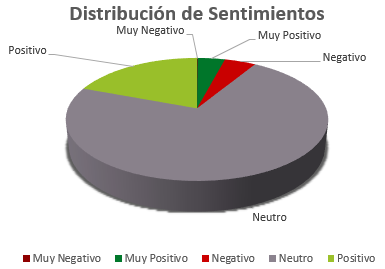 Distribución de Sentimientos
Muy Negativo
Muy Positivo
Positivo
Negativo
Neutro
Muy Negativo Muy Positivo Negativo Neutro Positivo